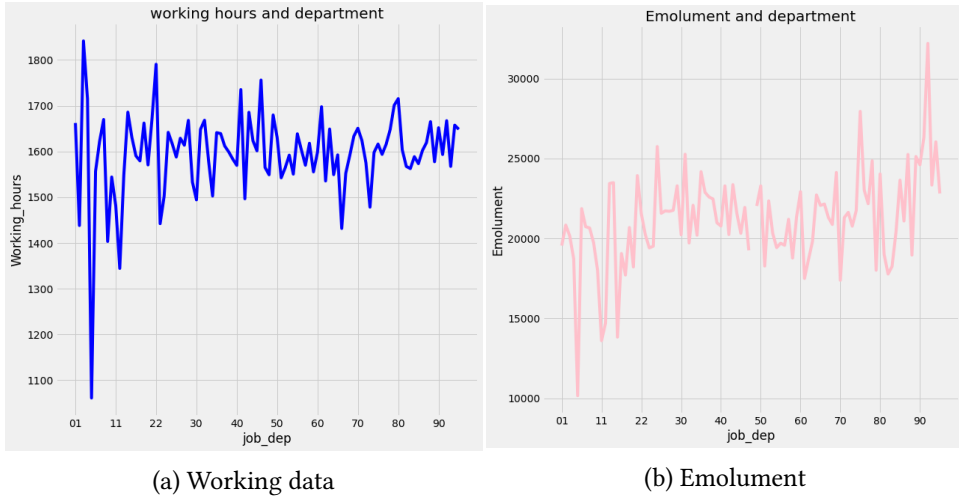 working hours and department
1800
1700
1600
1500
1400
1300
1200
1100
Working_hours
01 11 22 30 40 50 60 70 80 90
job_dep
(a) Working data
Emolument and department
30000
25000
20000
15000
10000
Emolument
01 11 22 30 40 50 60 70 80 90
job_dep
(b) Emolument